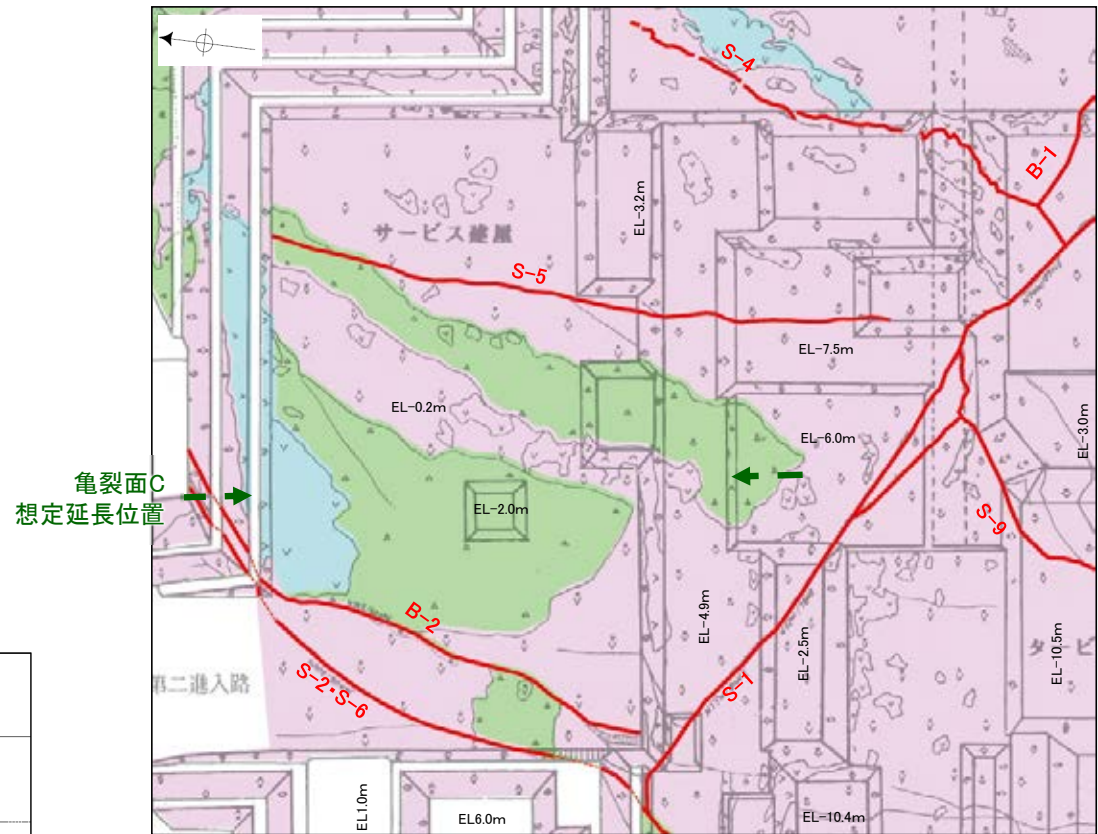 S-4
B-1
EL-3.2m
サービス建屋
S-5
EL-7.5m
EL-0.2m
EL-6.0m
EL-3.0m
亀裂面C
想定延長位置
EL-2.0m
S-9
B-2
EL-4.9m
EL-2.5m
EL-10.5m
S-1
第二進入路
S-2・S-6
EL1.0m
EL6.0m
EL-10.4m